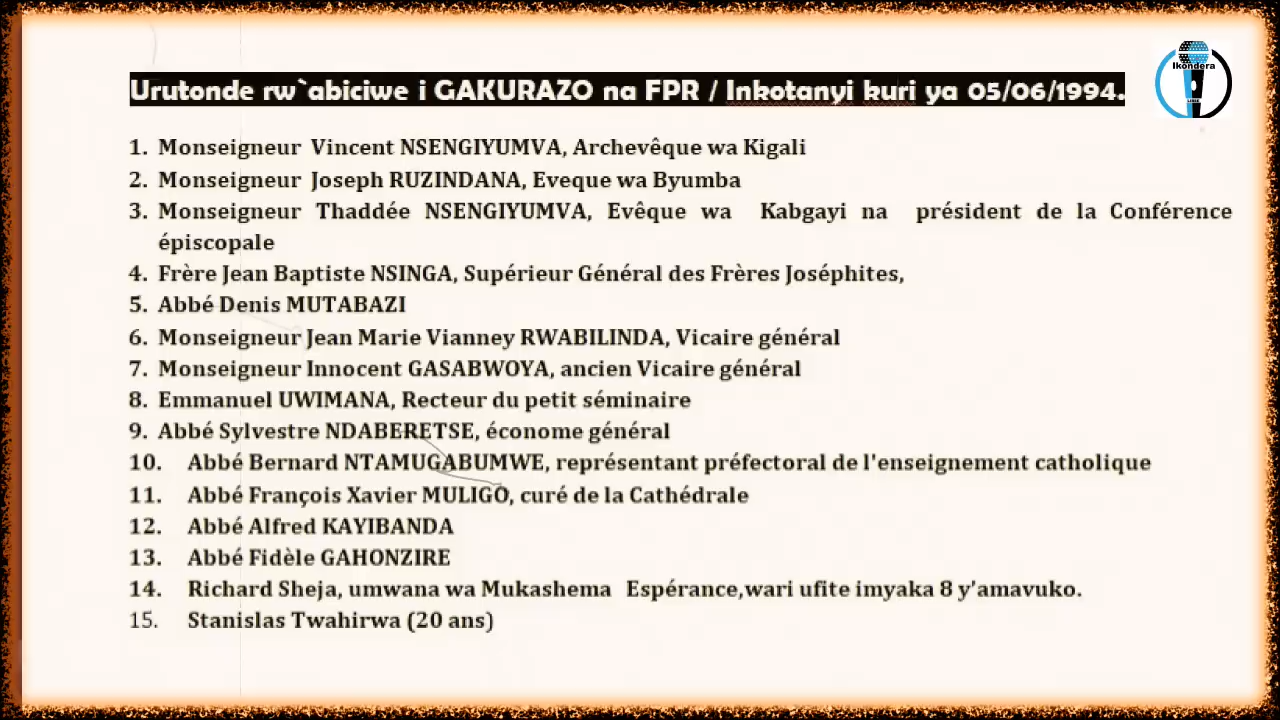 Urutonde rw`abiciwe i GAKURAZO na FPR / Inkotanyi kuri ya 05/06/1994.
Ikondera
LIBRE
1. Monseigneur Vincent NSENGIYUMVA, Archevêque wa Kigali
2. Monseigneur Joseph RUZINDANA, Eveque wa Byumba
3. Monseigneur Thaddée NSENGIYUMVA, Evêque wa Kabgayi na président de la Conférence
épiscopale
4. Frère Jean Baptiste NSINGA, Supérieur Général des Frères Joséphites,
5. Abbé Denis MUTABAZI
6. Monseigneur Jean Marie Vianney RWABILINDA, Vicaire général
7. Monseigneur Innocent GASABWOYA, ancien Vicaire général
8. Emmanuel UWIMANA, Recteur du petit séminaire
9. Abbé Sylvestre NDABERETSE, économe général
10. Abbé Bernard NTAMUGABUMWE, représentant préfectoral de l'enseignement catholique
11. Abbé François Xavier MULIGO, curé de la Cathédrale
12. Abbé Alfred KAYIBANDA
13. Abbé Fidèle GAHONZIRE
14. Richard Sheja, umwana wa Mukashema Espérance,wari ufite imyaka 8 y'amavuko.
15. Stanislas Twahirwa (20 ans)